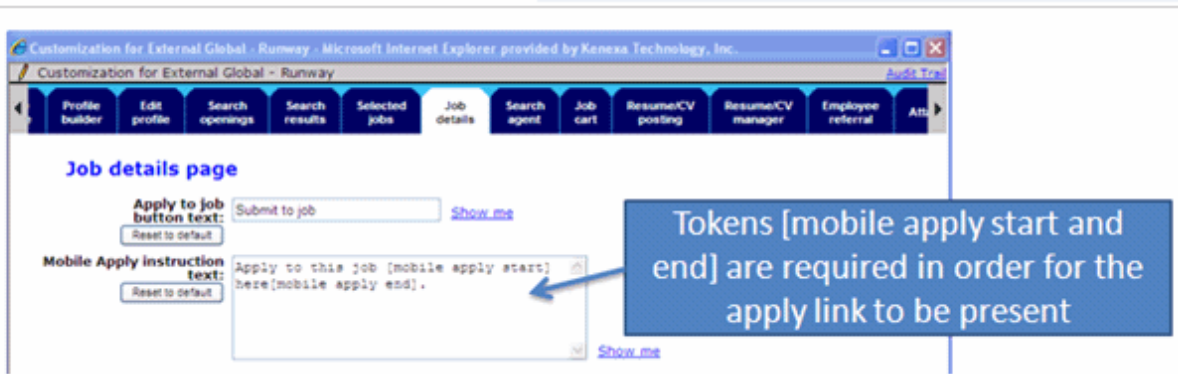 Customization for External Global - Runway - Microsoft Internet Explorer provided by Kenexa Technology, Inc.
Customization for External Global - Runway
Audit Trail
Profile builder
Edit profile
Search openings
Search results
Selected jobs
Job details
Search agent
Job cart
Resume/CV posting
Resume/CV manager
Employee referral
Job details page
Apply to job
button text:
Submit to job
Show me
Reset to default
Mobile Apply instruction
text:
Reset to default
Apply to this job [mobile apply start]
here[mobile apply end].
Show me
Tokens [mobile apply start and
end] are required in order for the
apply link to be present